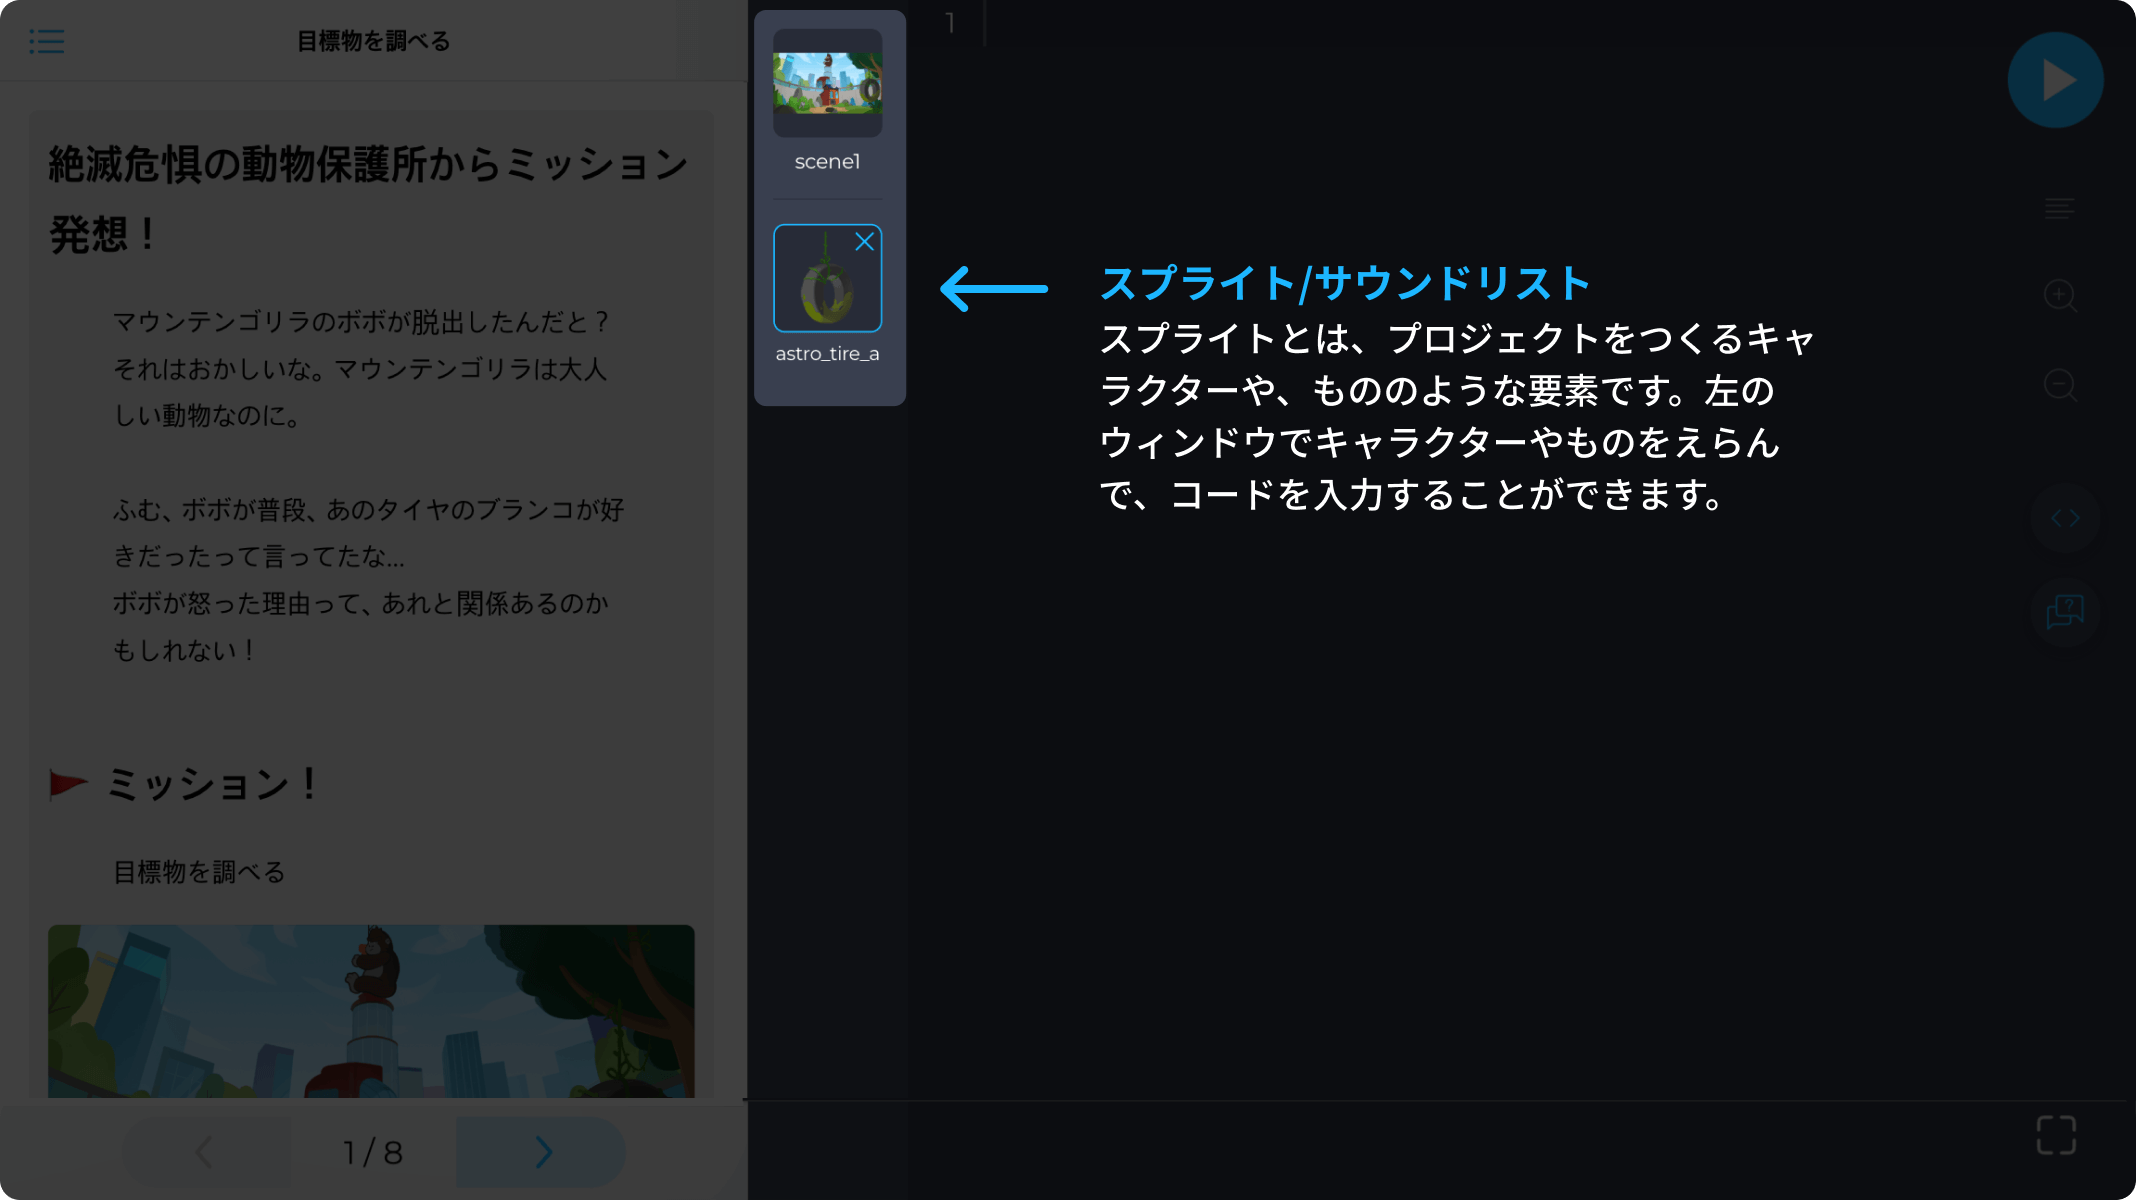 目標物を調べる
絶滅危惧の動物保護所からミッション
発想！
マウンテンゴリラのボボが脱出したんだと？
それはおかしいな。マウンテンゴリラは大人
しい動物なのに。
ふむ、ボボが普段、あのタイヤのブランコが好
きだったって言ってたな...
ボボが怒った理由って、あれと関係あるのか
もしれない！
ミッション！
目標物を調べる
1 / 8
scene1
astro_tire_a
1
スプライト/サウンドリスト
スプライトとは、プロジェクトをつくるキャ
ラクターや、もののような要素です。左の
ウィンドウでキャラクターやものをえらん
で、コードを入力することができます。